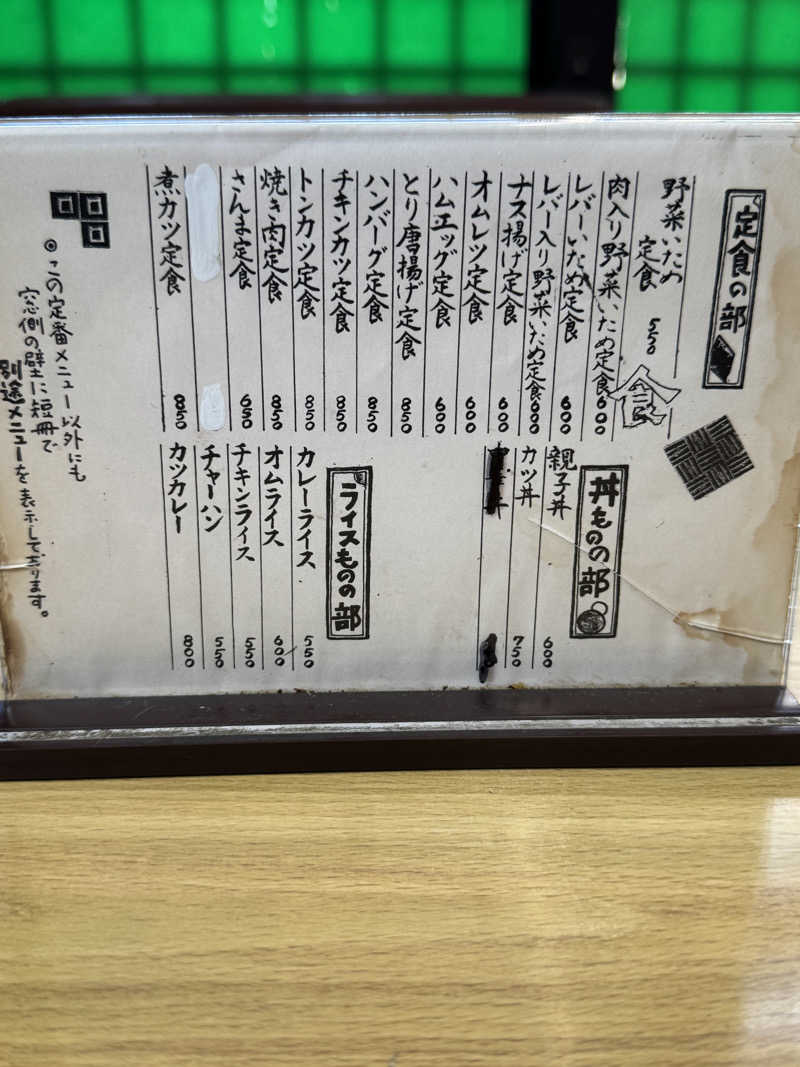 定食の部
野菜いため
定食 550
肉入り野菜いため定食 600
食
レバーいため定食 600
レバー入り野菜いため定食 600
ナス揚げ定食 600
オムレツ定食 600
ハムエッグ定食 600
とり唐揚げ定食 850
ハンバーグ定食 850
チキンカツ定食 850
トンカツ定食 850
焼き肉定食 850
さんま定食 650
煮カツ定食 850
丼ものの部
親子丼 600
カツ丼 750
ライスものの部
カレーライス 550
オムライス 600
チキンライス 550
チャーハン 550
カツカレー 800
◎この定番メニュー以外にも
窓側の壁に短冊で
別途メニューを表示しております。